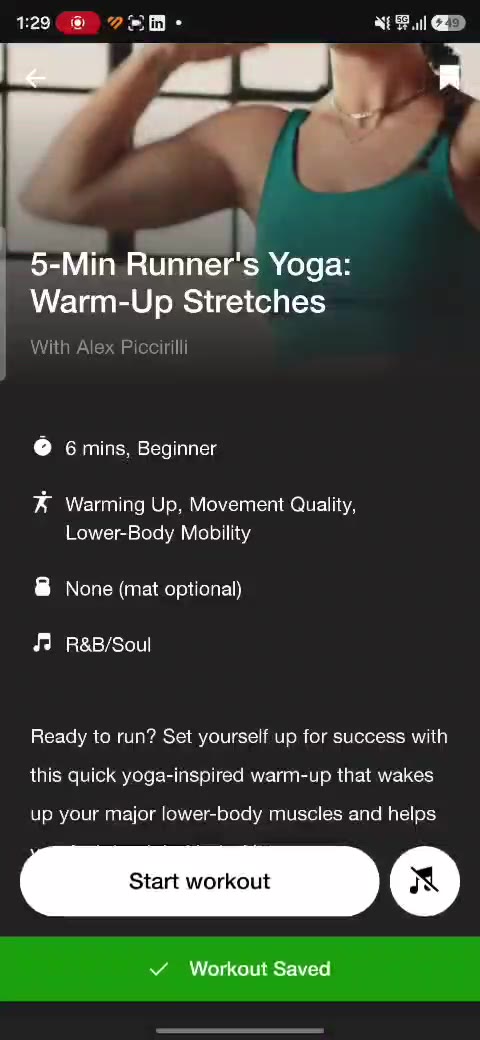 1:29
5G
49
5-Min Runner's Yoga:
Warm-Up Stretches
With Alex Piccirilli
6 mins, Beginner
Warming Up, Movement Quality,
Lower-Body Mobility
None (mat optional)
R&B/Soul
Ready to run? Set yourself up for success with
this quick yoga-inspired warm-up that wakes
up your major lower-body muscles and helps
Start workout
Workout Saved